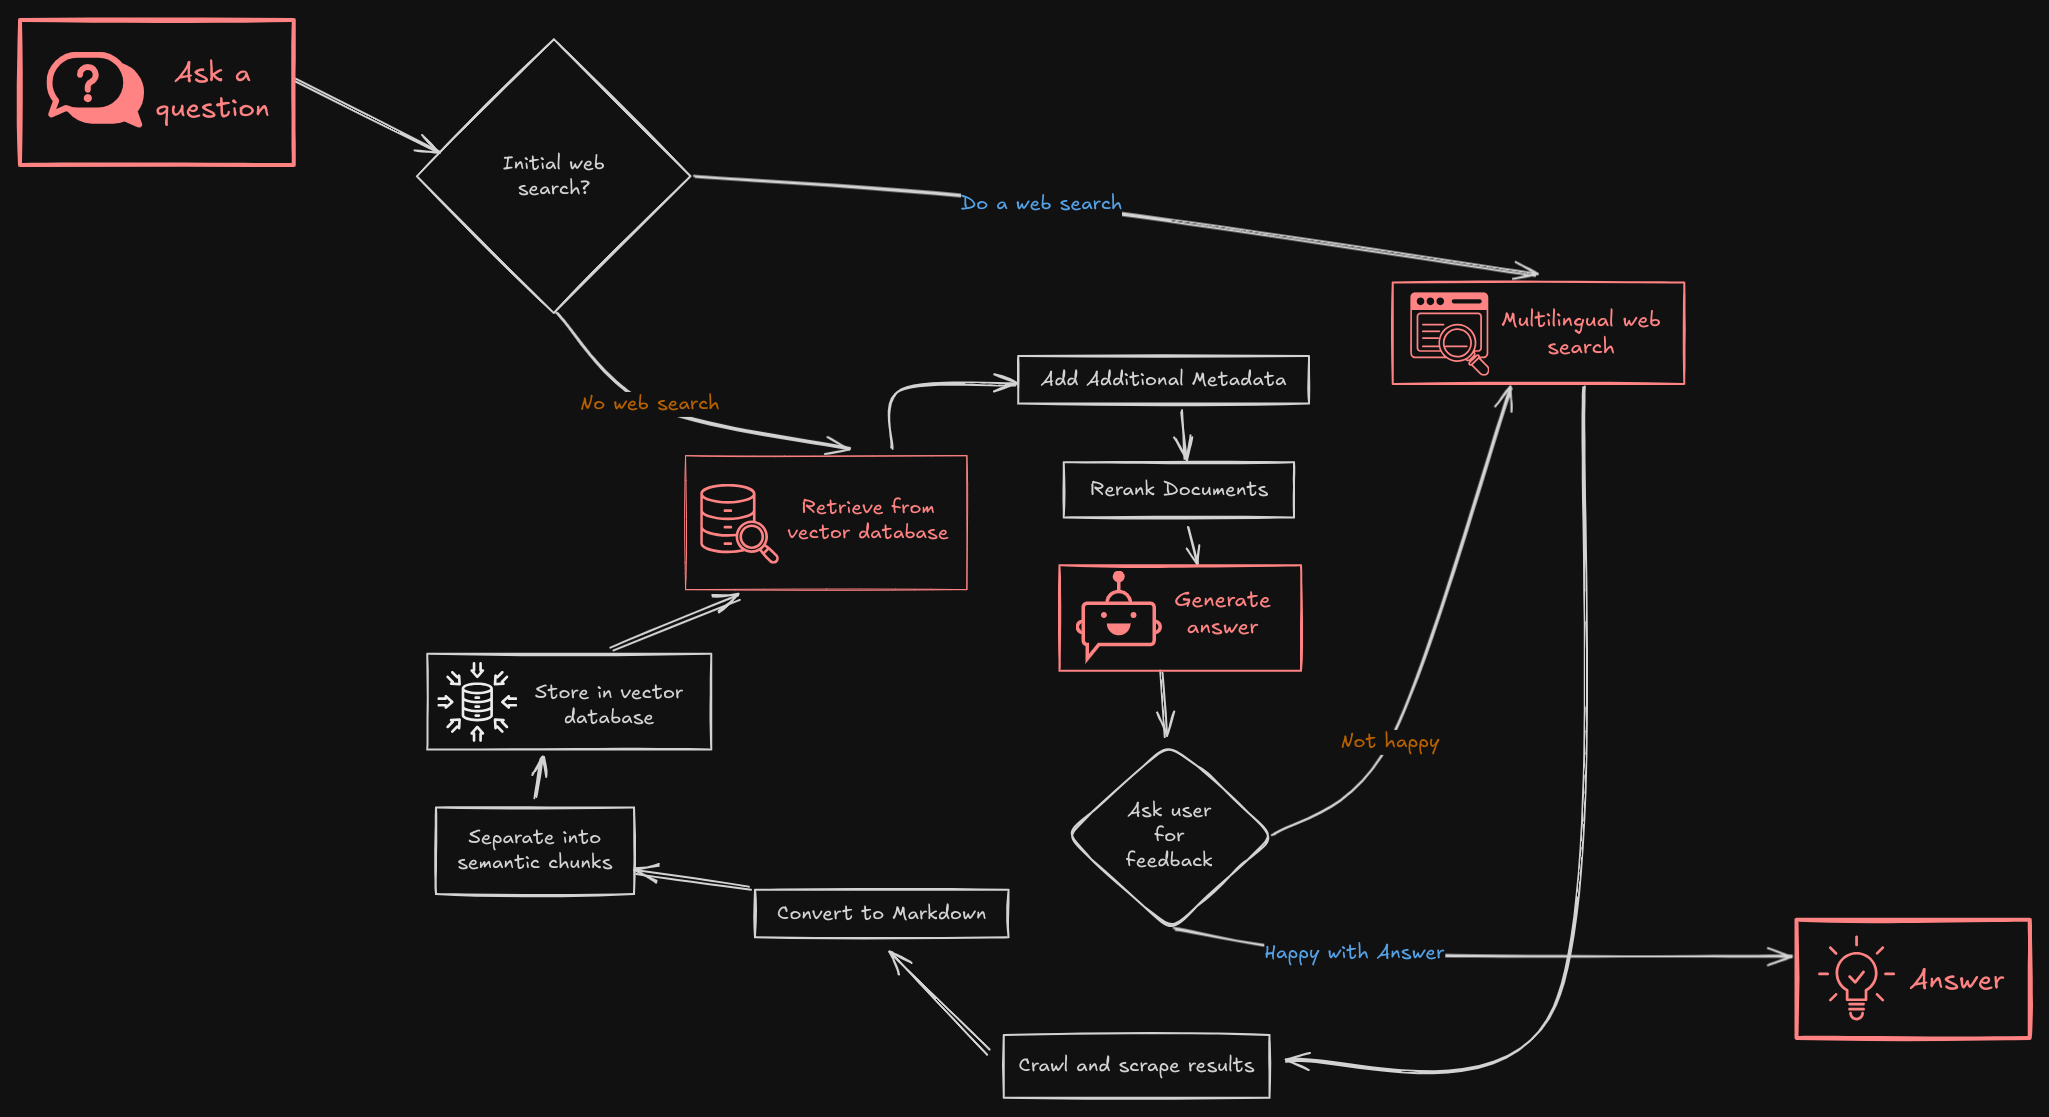 Ask a
question
Initial web
search?
Do a web search
Multilingual web
search
No web search
Add Additional Metadata
Rerank Documents
Retrieve from
vector database
Generate
answer
Store in vector
database
Not happy
Ask user
for
feedback
Separate into
semantic chunks
Convert to Markdown
Happy with Answer
Answer
Crawl and scrape results